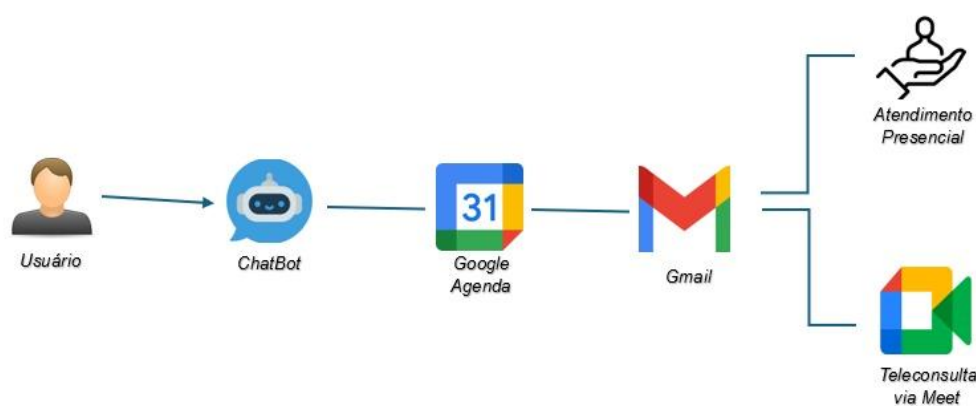 Atendimento
Presencial
31
Usuário
ChatBot
Google
Agenda
Gmail
Teleconsulta
via Meet